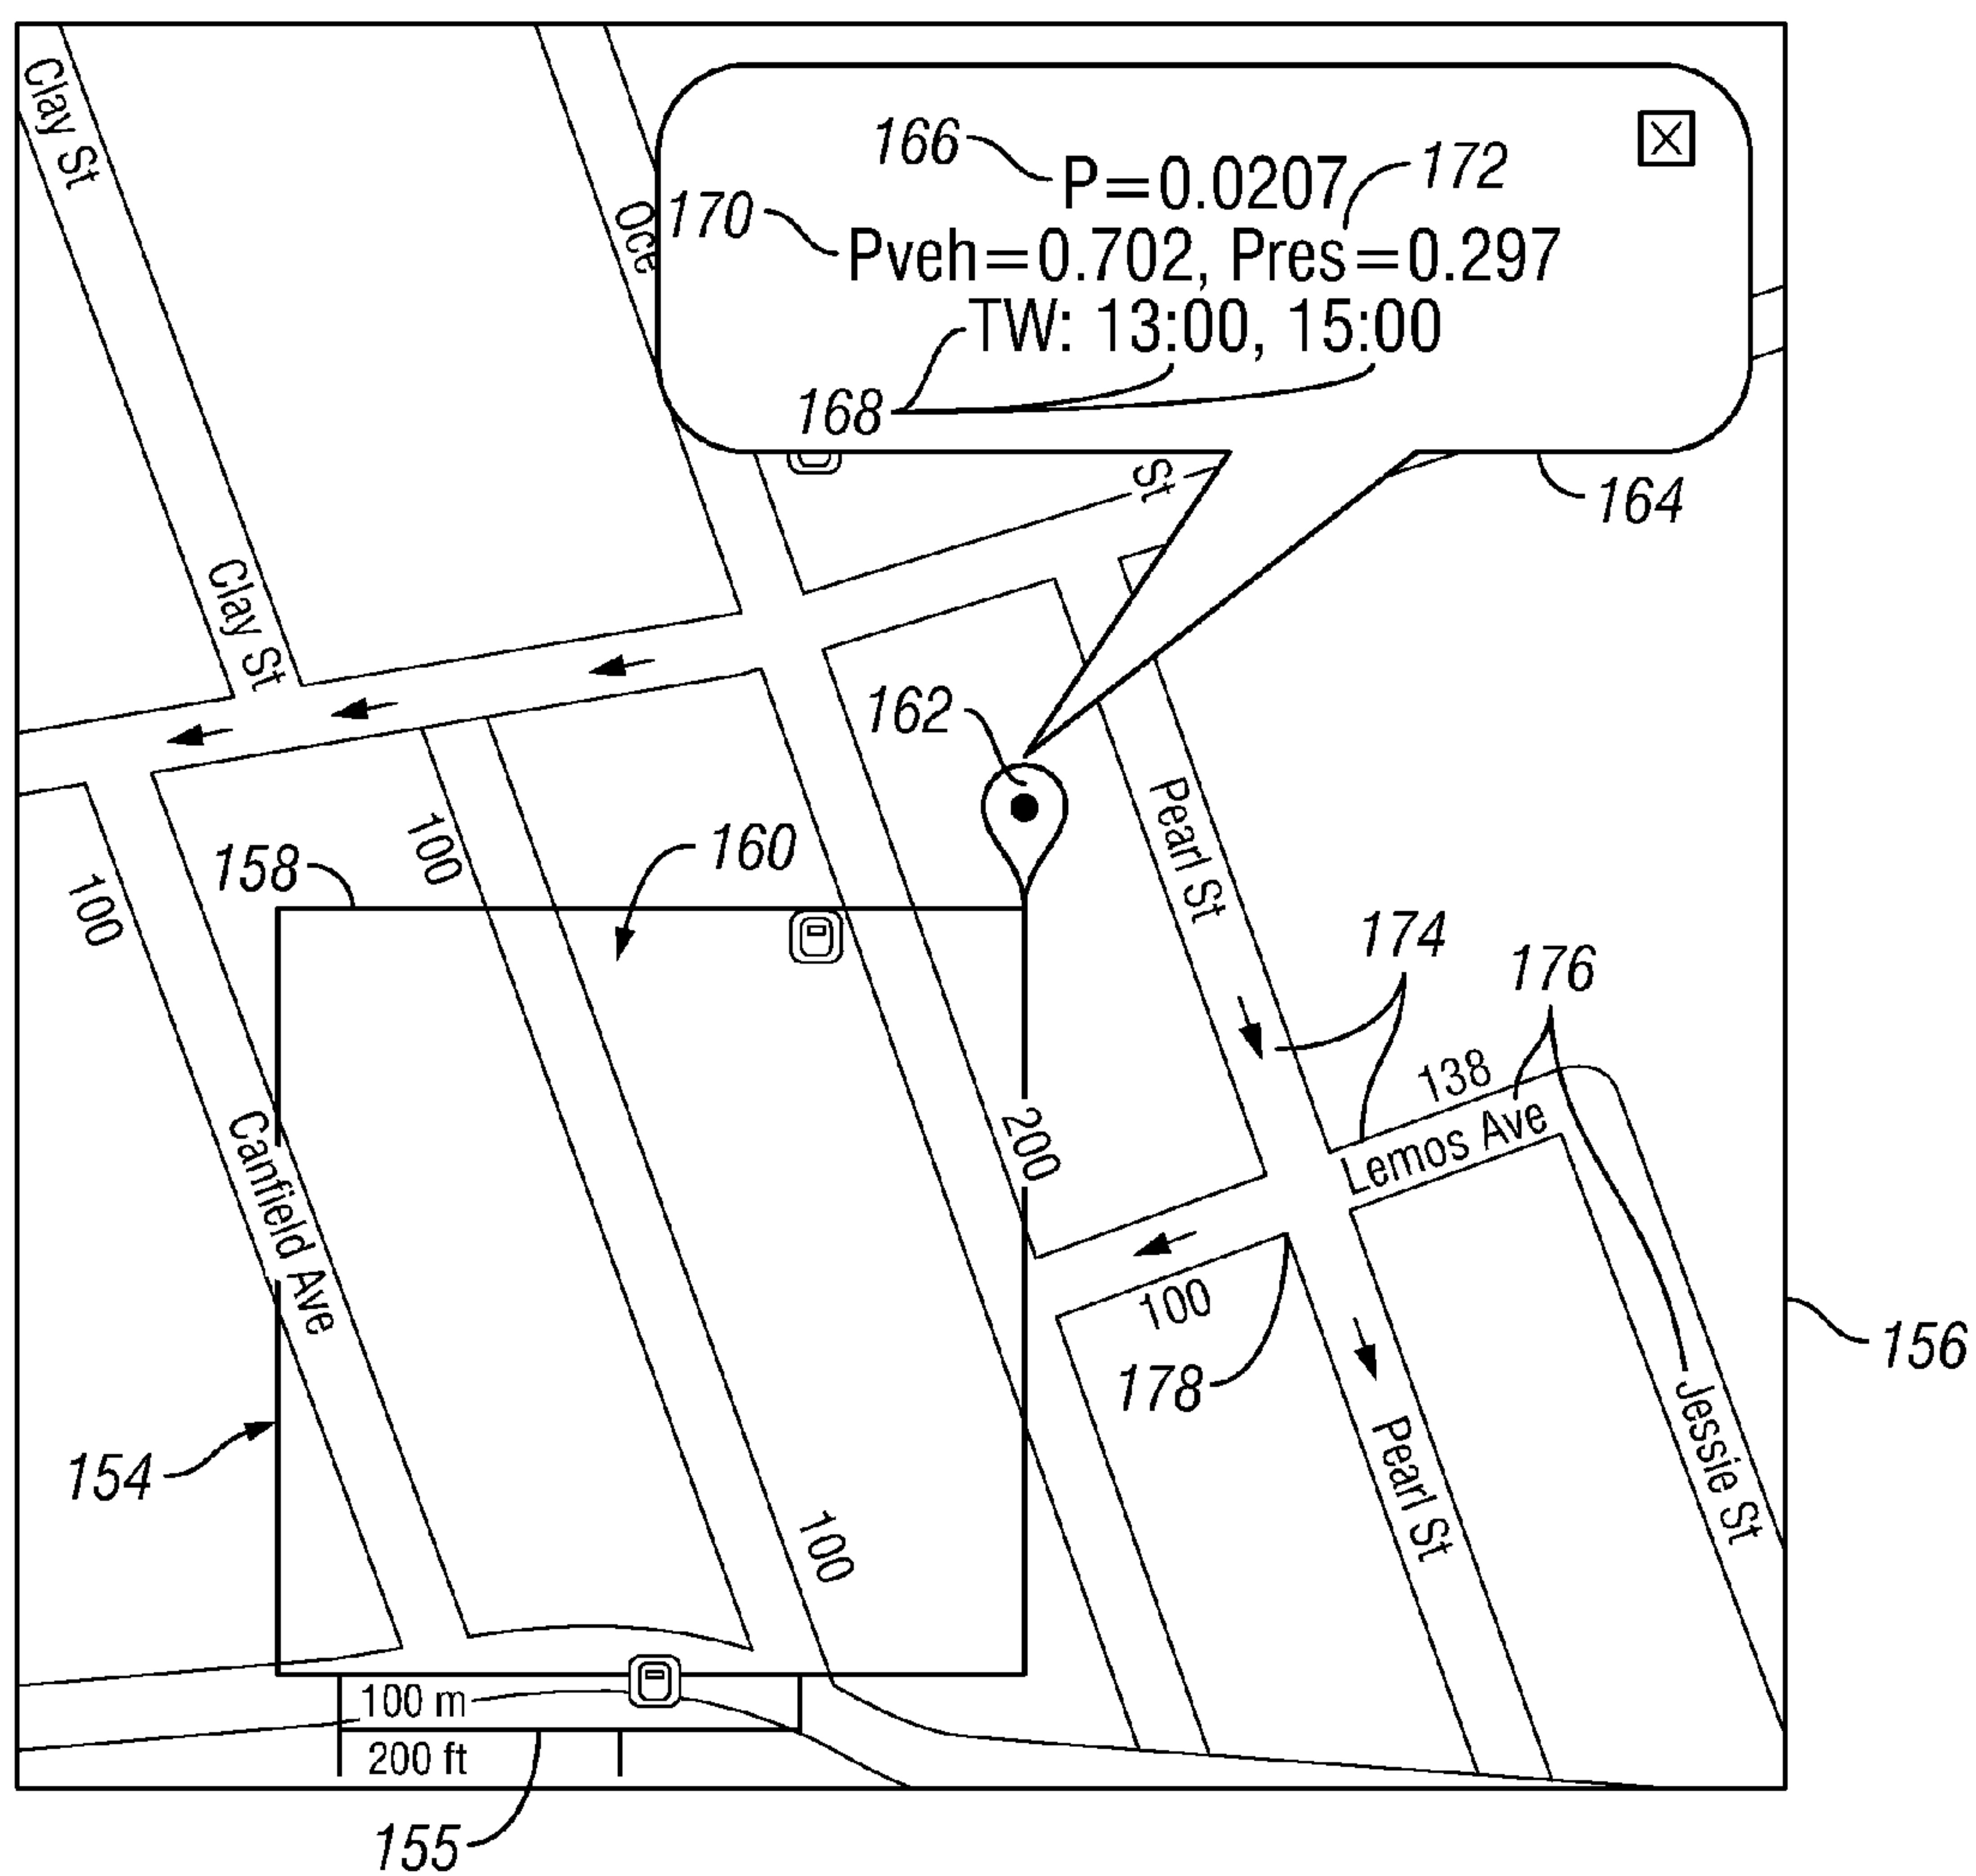 Clay St
Oce
166
P=0.0207
172
170
Pveh=0.702, Pres=0.297
TW: 13:00, 15:00
168
St
164
Clay St
162
Pearl St
100
158
160
100
174
176
138
Lemos Ave
200
Canfield Ave
100
156
178
154
Pearl St
Jessie St
100
100 m
200 ft
155